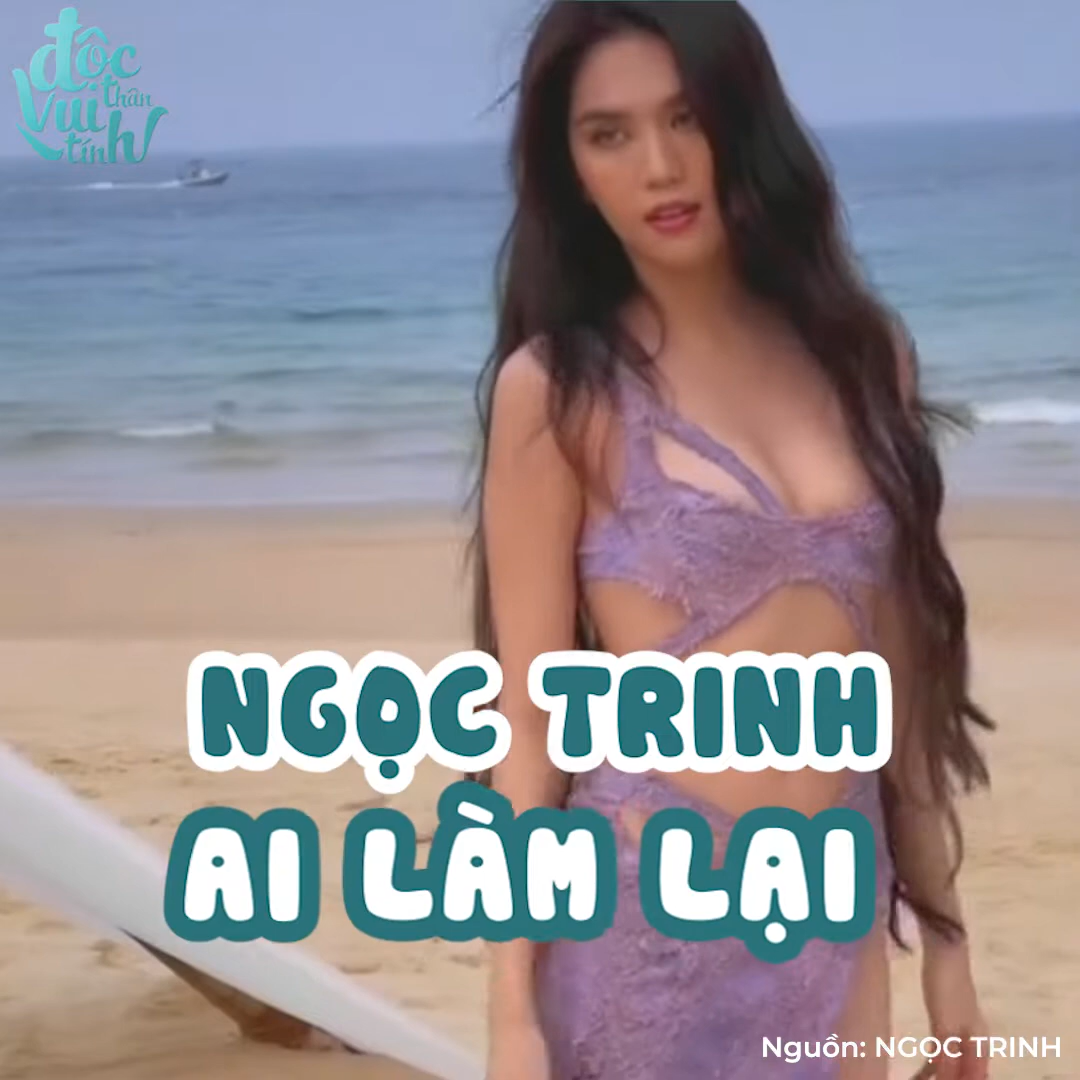 độc
thân
Vui
tính
NGỌC TRINH
AI LÀM LẠI
Nguồn: NGỌC TRINH